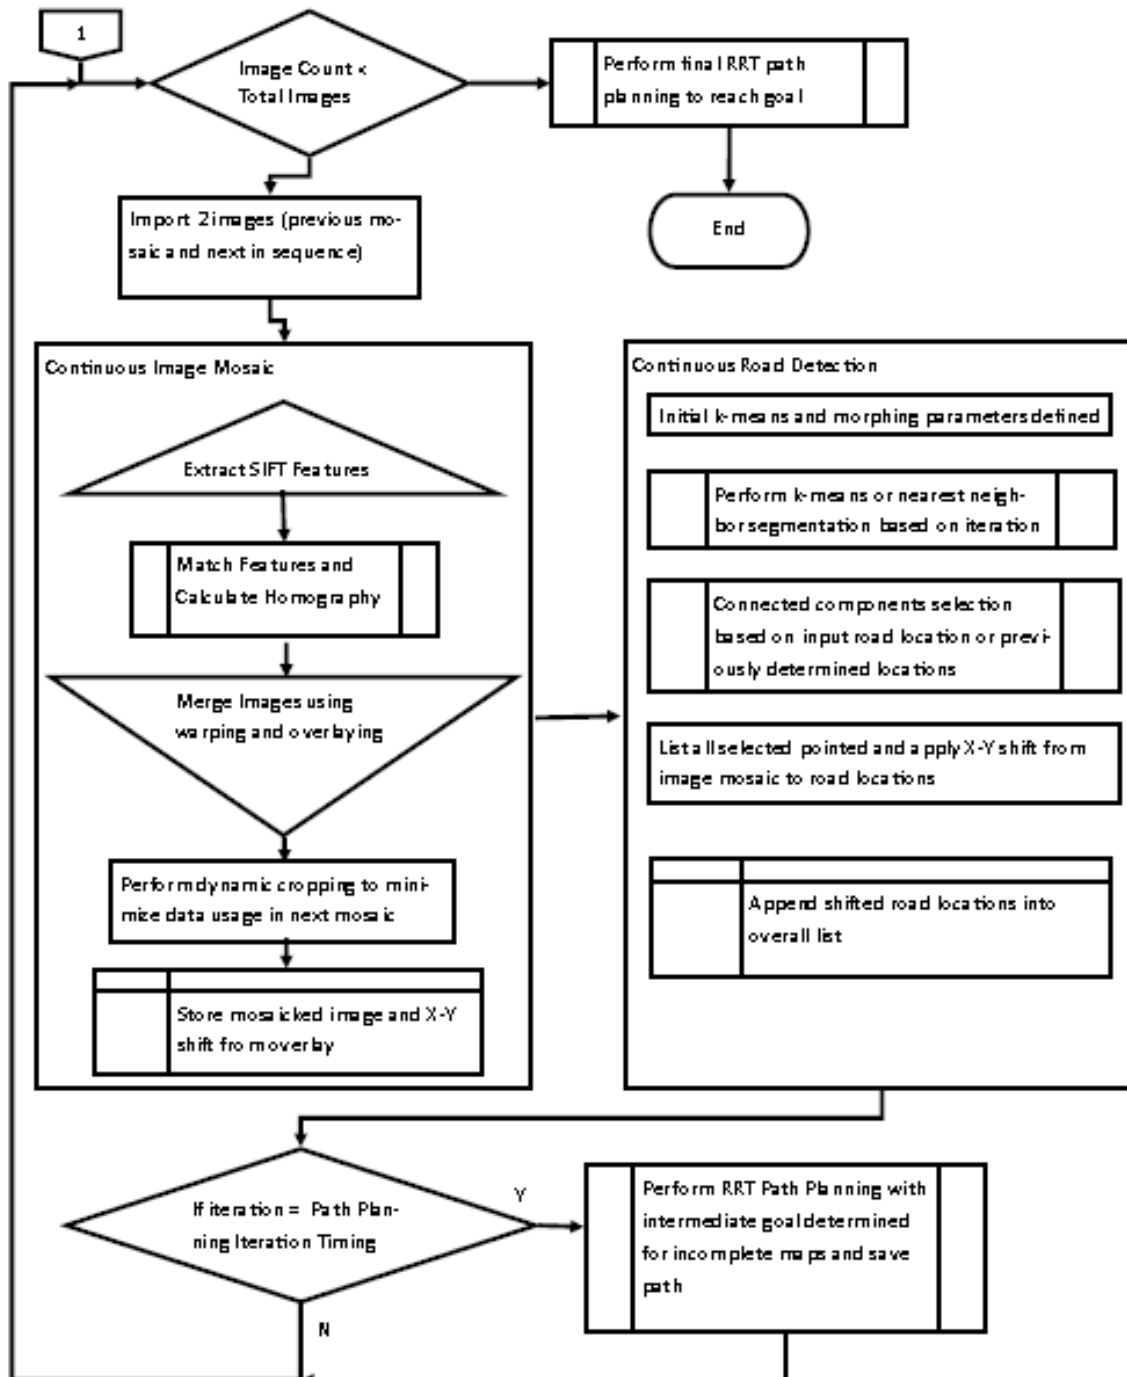 1
Image Count <
Total Images
Perform final RRT path
planning to reach goal
End
Import 2 images (previous mo-
saic and next in sequence)
Continuous Image Mosaic
Extract SIFT Features
Match Features and
Calculate Homography
Merge Images using
warping and overlaying
Perform dynamic cropping to mini-
mize data usage in next mosaic
Store mosaicked image and X-Y
shift from overlay
Continuous Road Detection
Initial k-means and morphing parameters defined
Perform k-means or nearest neigh-
bor segmentation based on iteration
Connected components selection
based on input road location or previ-
ously determined locations
List all selected pointed and apply X-Y shift from
image mosaic to road locations
Append shifted road locations into
overall list
If iteration = Path Plan-
ning Iteration Timing
Y
N
Perform RRT Path Planning with
intermediate goal determined
for incomplete maps and save
path